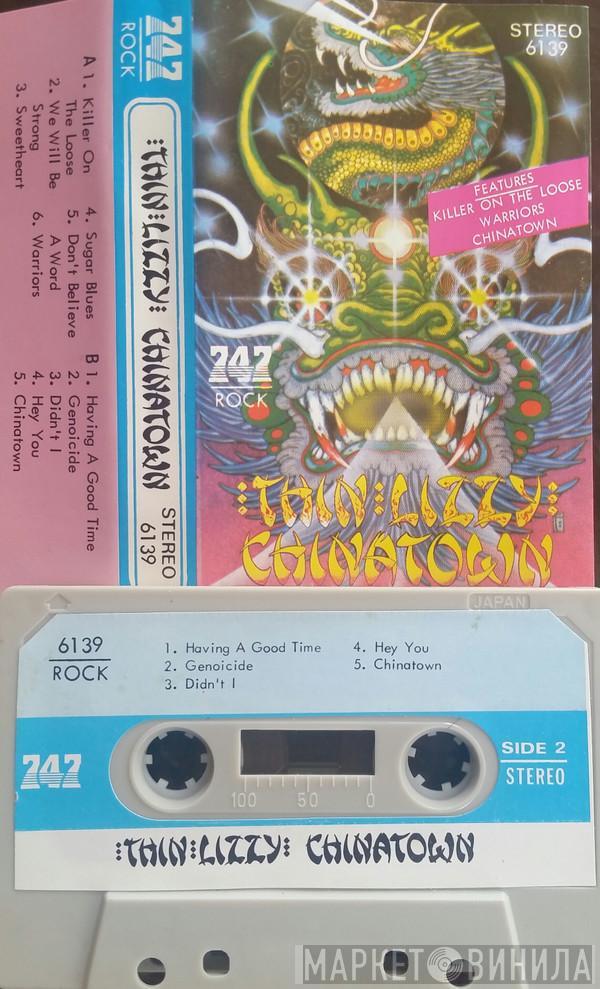 747
ROCK
A 1. Killer On
The Loose
2. We Will Be
Strong
3. Sweetheart
4. Sugar Blues
5. Don't Believe
A Word
6. Warriors
B 1. Having A Good Time
2. Genoicide
3. Didn't I
4. Hey You
5. Chinatown
747
ROCK
THIN LIZZY CHINATOWN
STEREO
6139
STEREO
6139
FEATURES
KILLER ON THE LOOSE
WARRIORS
CHINATOWN
747
ROCK
THIN LIZZY
CHINATOWN
JAPAN
6139
ROCK
1. Having A Good Time
2. Genoicide
3. Didn't I
4. Hey You
5. Chinatown
747
SIDE 2
STEREO
100 50 0
THIN LIZZY CHINATOWN
МАРКЕТ ВИНИЛА